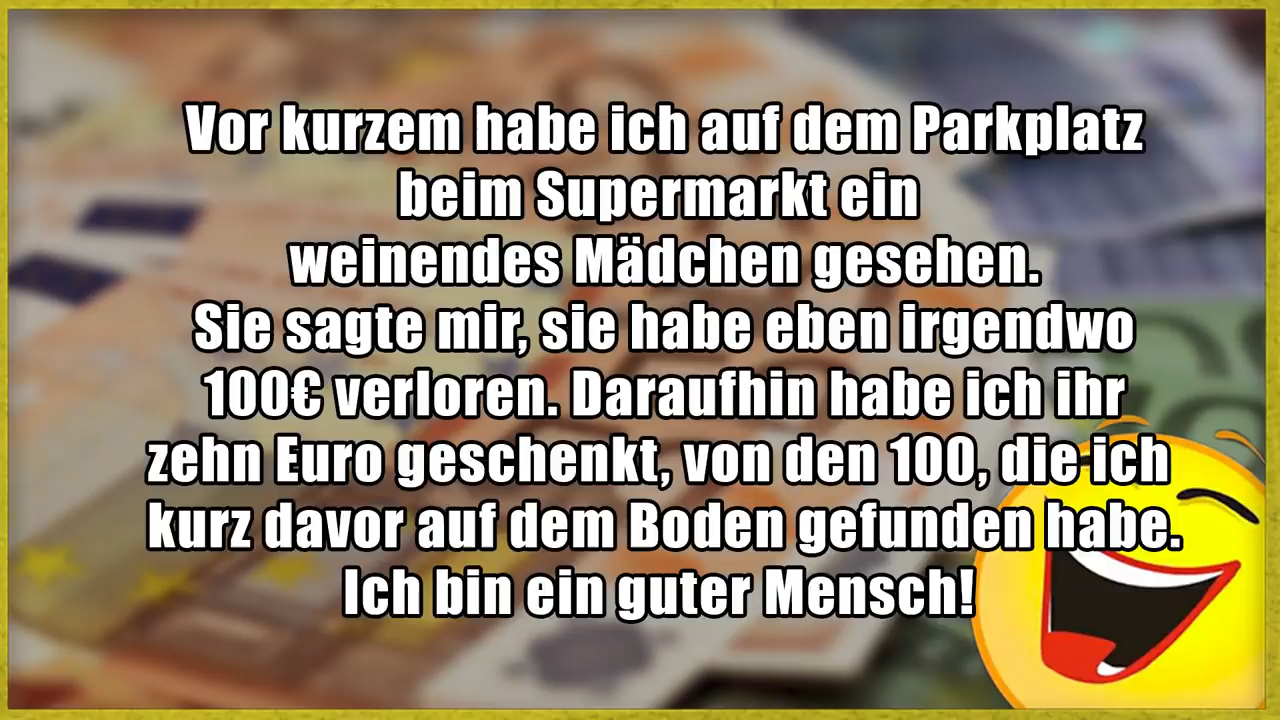 Vor kurzem habe ich auf dem Parkplatz
beim Supermarkt ein
weinendes Mädchen gesehen.
Sie sagte mir, sie habe eben irgendwo
100€ verloren. Daraufhin habe ich ihr
zehn Euro geschenkt, von den 100, die ich
kurz davor auf dem Boden gefunden habe.
Ich bin ein guter Mensch!